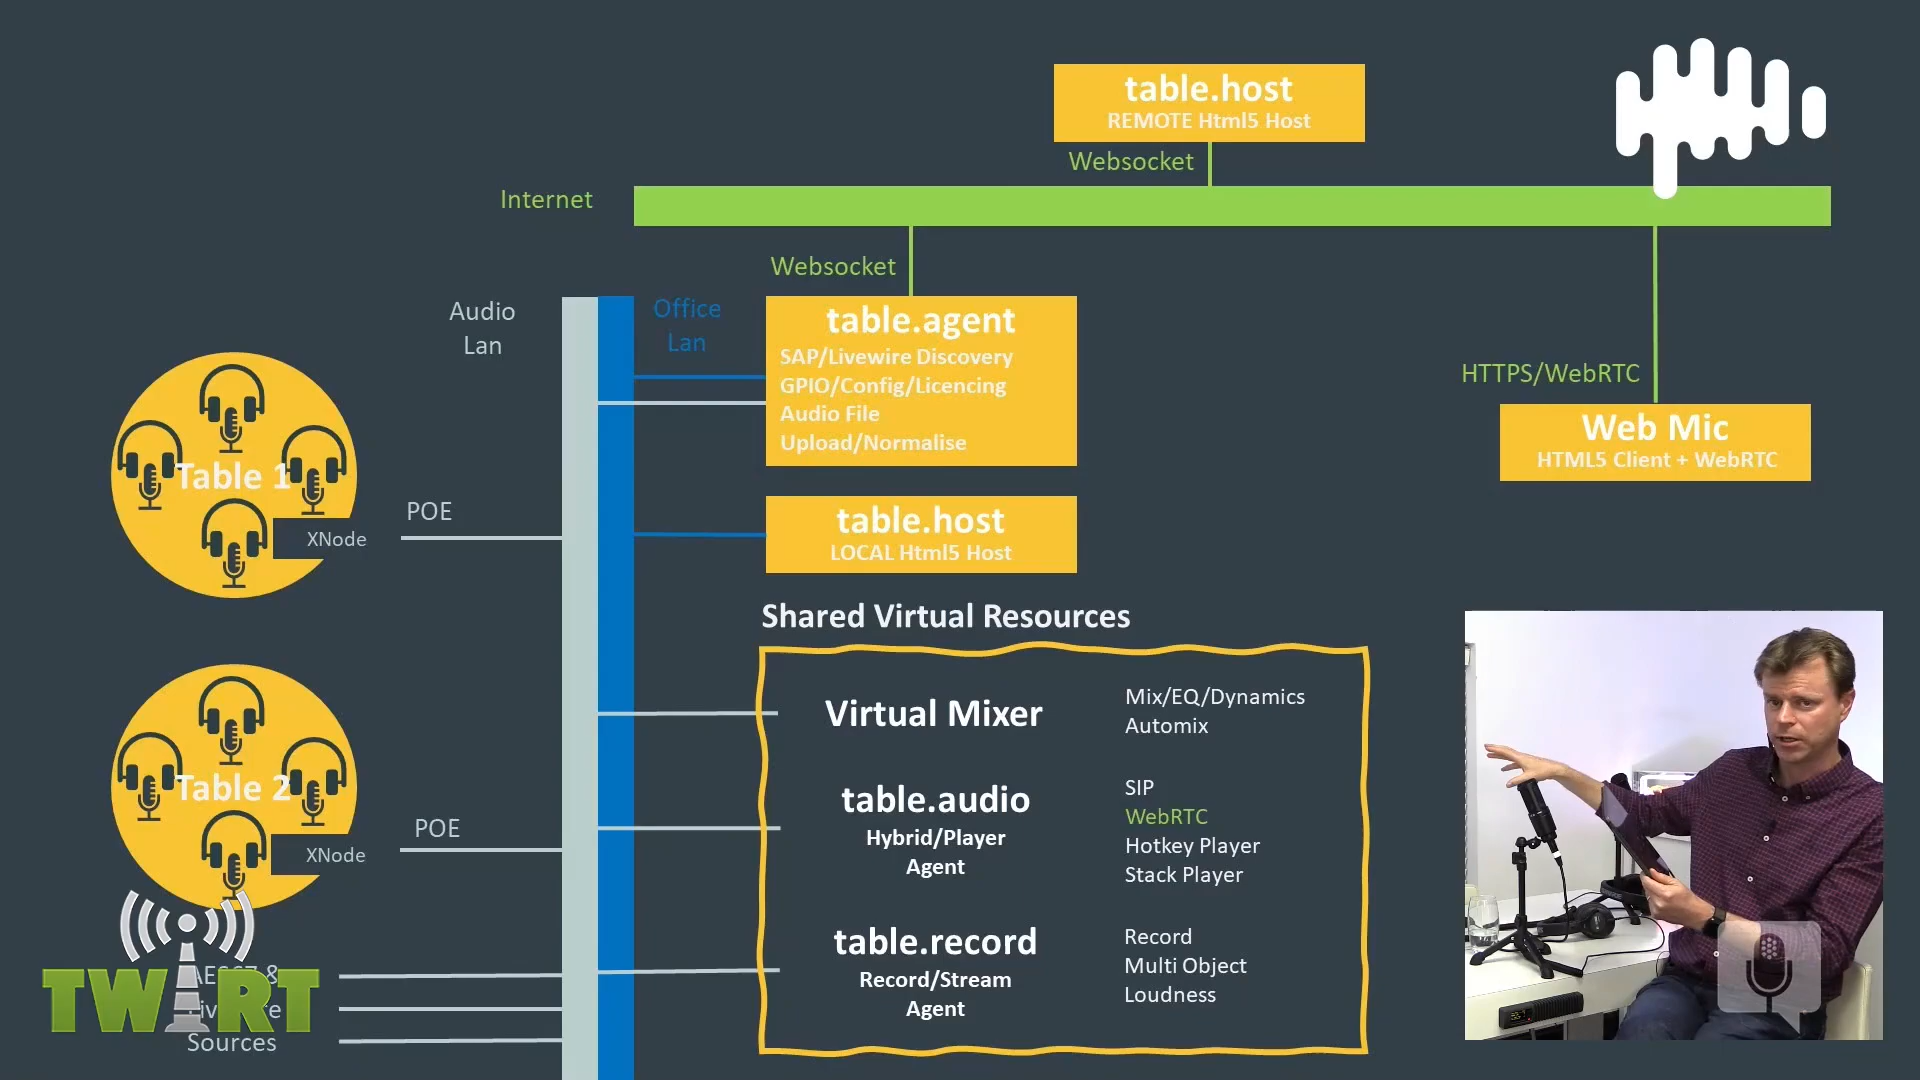 table.host
REMOTE Html5 Host
Websocket
Internet
Websocket
Audio
Lan
Office
Lan
table.agent
SAP/Livewire Discovery
GPIO/Config/Licencing
Audio File
Upload/Normalise
HTTPS/WebRTC
Web Mic
HTML5 Client + WebRTC
Table 1
POE
XNode
table.host
LOCAL Html5 Host
Shared Virtual Resources
Virtual Mixer
Mix/EQ/Dynamics
Automix
Table 2
POE
XNode
table.audio
Hybrid/Player
Agent
SIP
WebRTC
Hotkey Player
Stack Player
table.record
Record/Stream
Agent
Record
Multi Object
Loudness
TWiRT
&
Sources